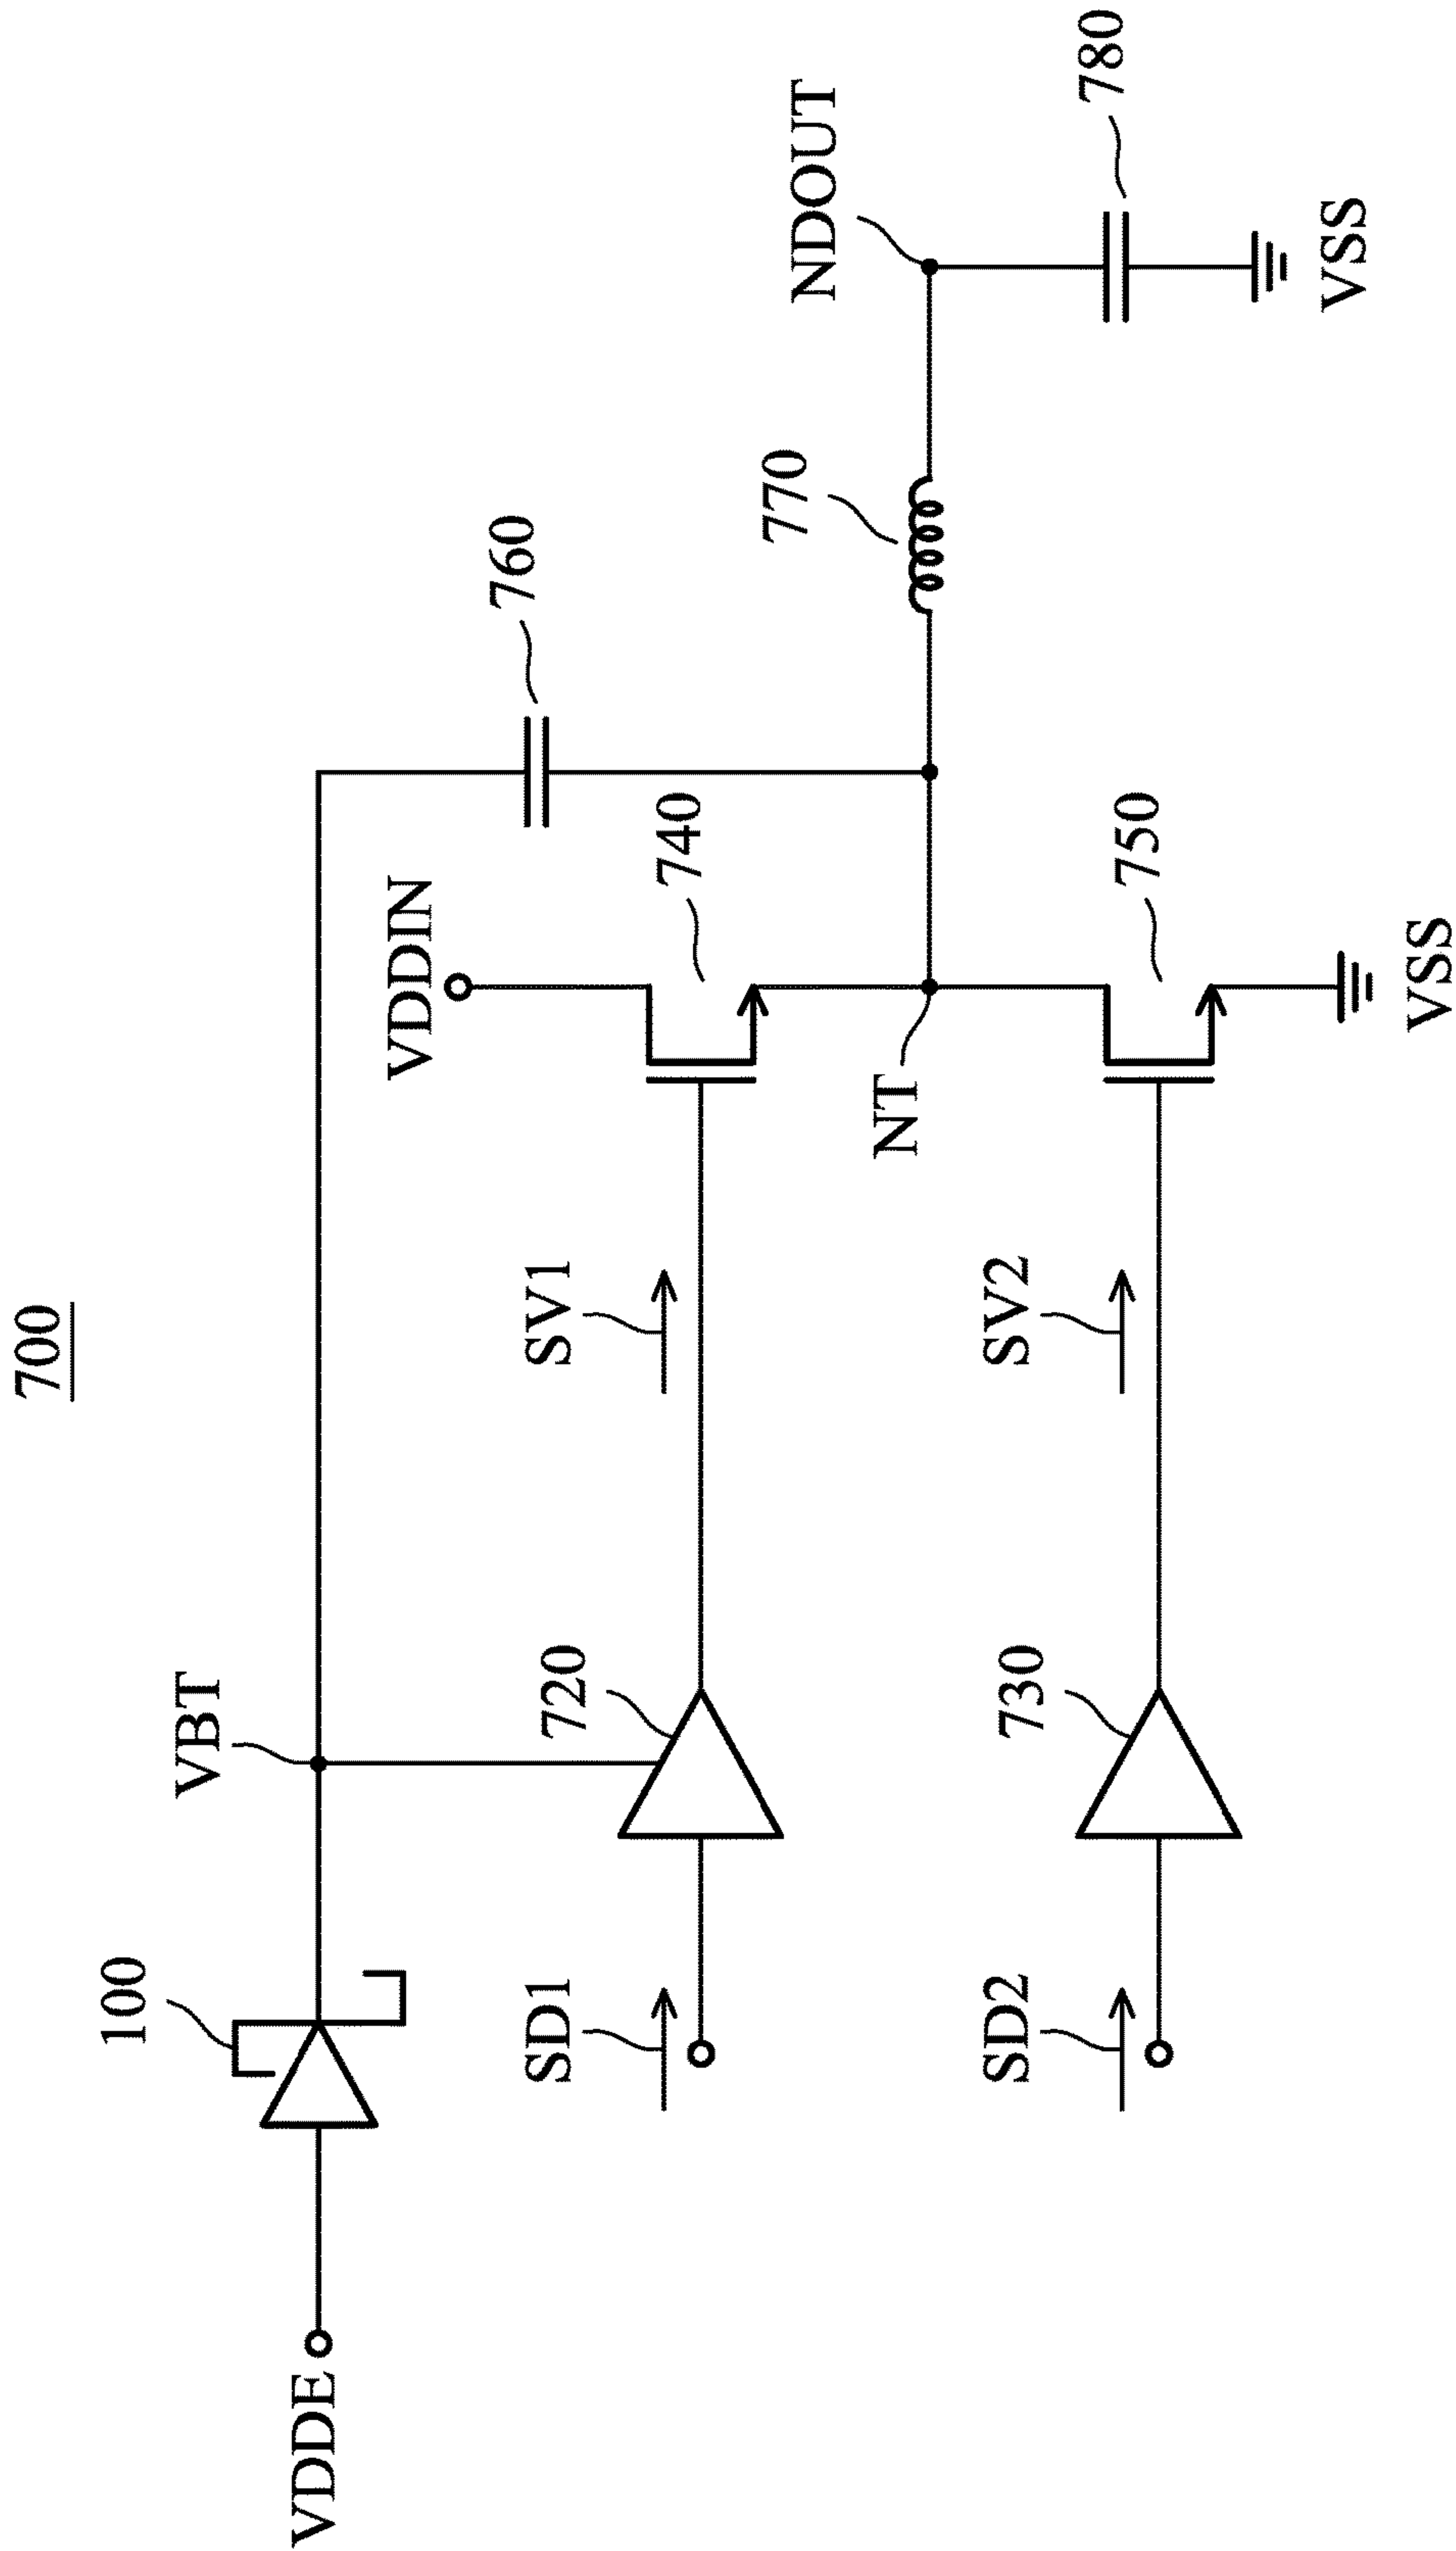 700
VDDE
100
VBT
VDDIN
760
SD1
720
SV1
740
NT
770
NDOUT
SD2
730
SV2
750
780
VSS
VSS